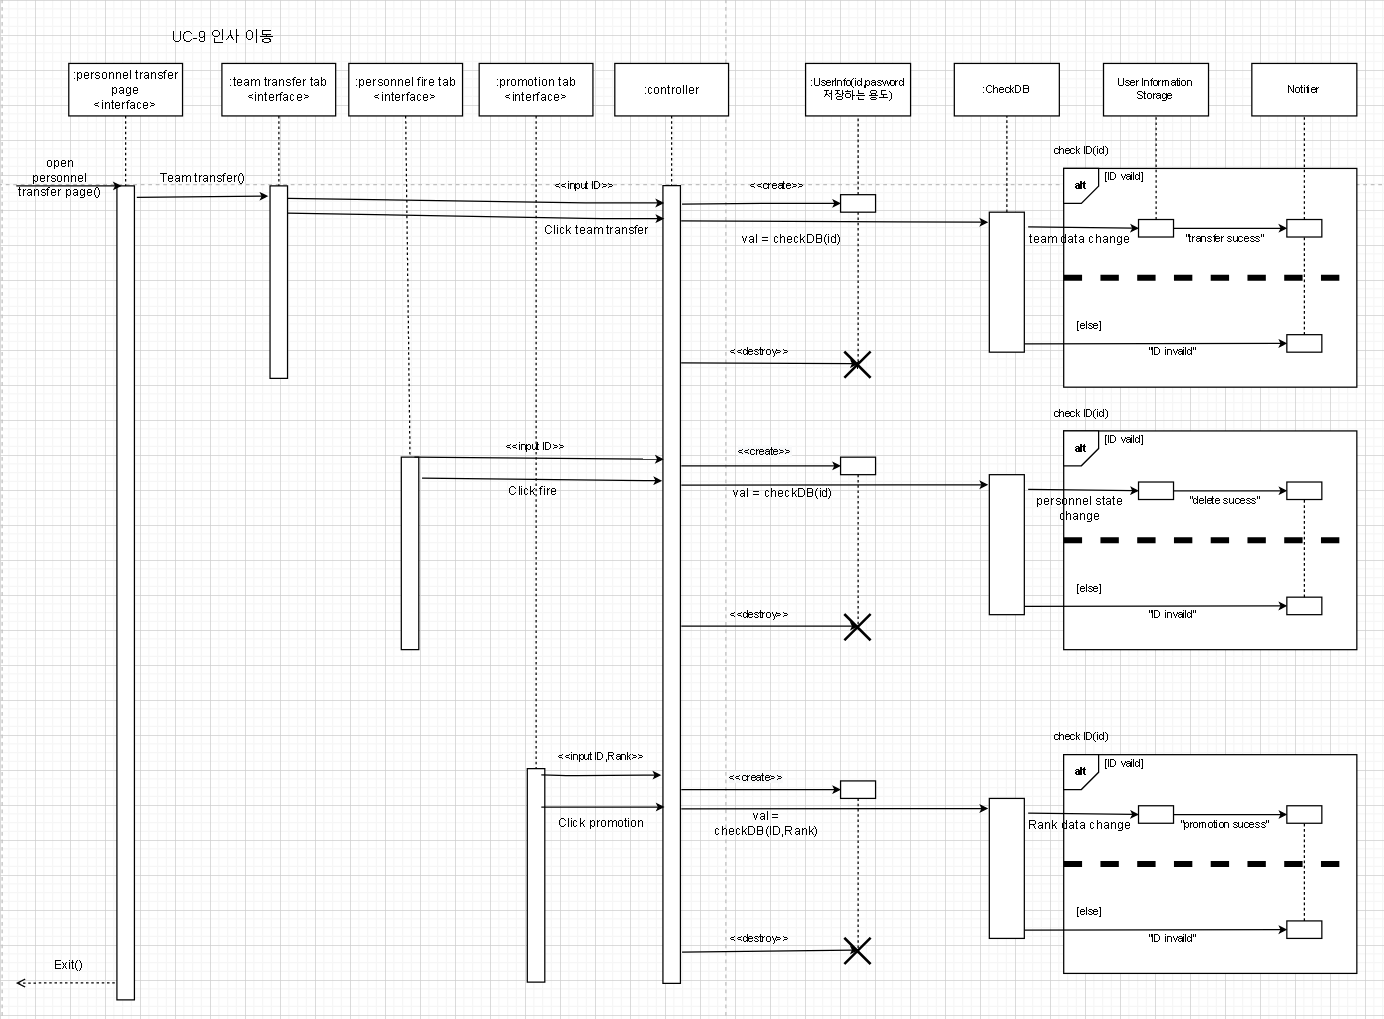 UC-9 인사 이동
:personnel transfer
page
<interface>
:team transfer tab
<interface>
:personnel fire tab
<interface>
:promotion tab
<interface>
:controller
:UserInfo(id,pasword
저장하는 용도)
:CheckDB
User Information
Storage
Notifier
open
personnel
transfer page()
Team transfer()
<<input ID>>
Click team transfer
<<create>>
val = checkDB(id)
check ID(id)
alt
[ID vaild]
team data change
"transfer sucess"
[else]
"ID invaild"
<<destroy>>
<<input ID>>
Click fire
<<create>>
val = checkDB(id)
check ID(id)
alt
[ID vaild]
personnel state
change
"delete sucess"
[else]
"ID invaild"
<<destroy>>
<<input ID,Rank>>
Click promotion
<<create>>
val =
checkDB(ID,Rank)
check ID(id)
alt
[ID vaild]
Rank data change
"promotion sucess"
[else]
"ID invaild"
<<destroy>>
Exit()